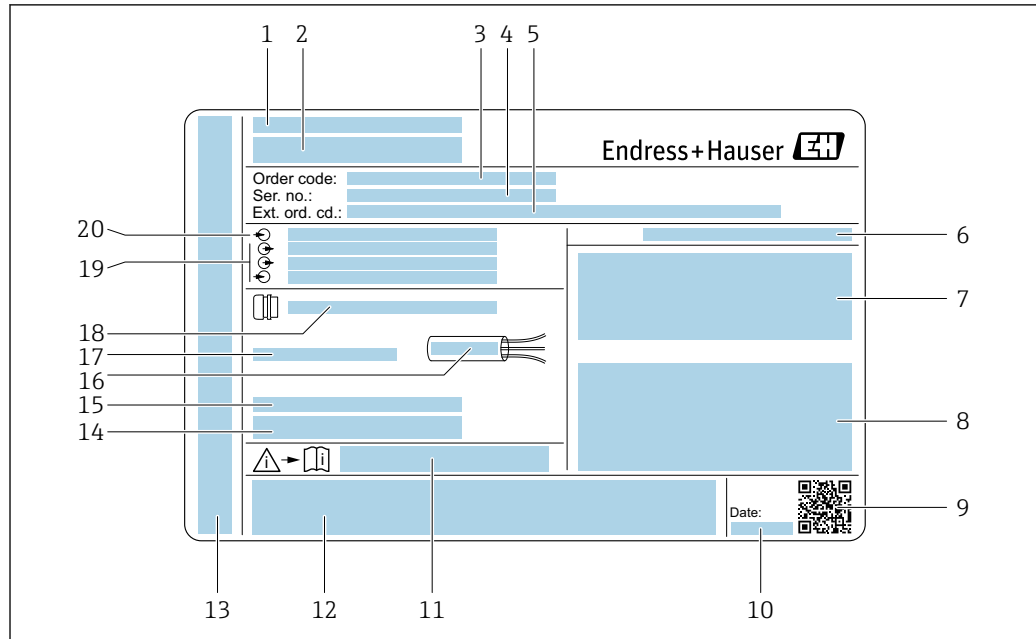 1 2 3 4 5
Endress+Hauser EH
Order code:
Ser. no.:
Ext. ord. cd.:
20
19
6
7
18
17
16
15
14
8
i i
9
Date:
13 12 11 10